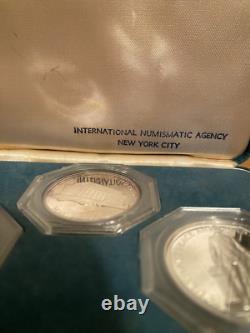 INTERNATIONAL NUMISMATIC AGENCY
NEW YORK CITY